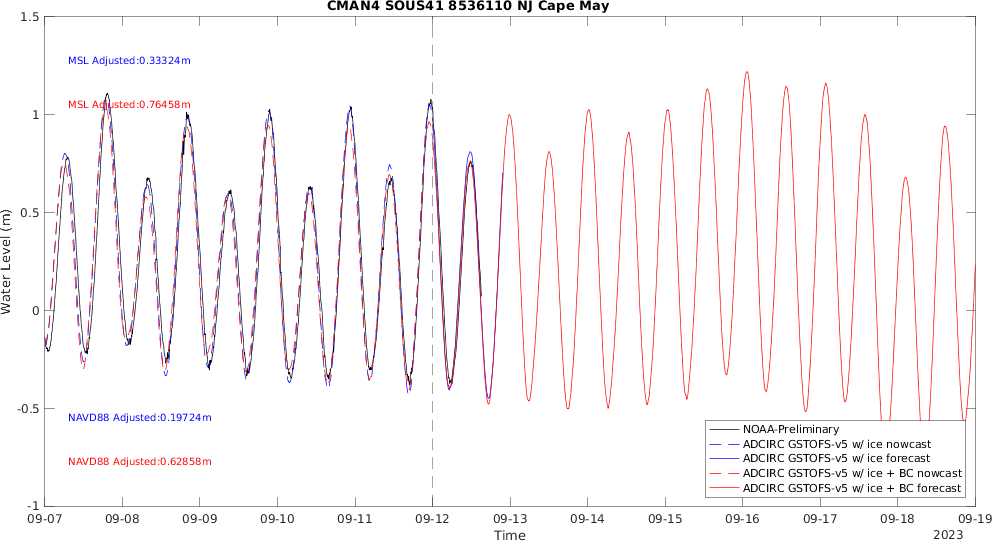 CMAN4 SOUS41 8536110 NJ Cape May
1.5
1
0.5
0
-0.5
-1
Water Level (m)
MSL Adjusted:0.33324m
MSL Adjusted:0.76458m
NAVD88 Adjusted:0.19724m
NAVD88 Adjusted:0.62858m
NOAA-Preliminary
ADCIRC GSTOFS-v5 w/ ice nowcast
ADCIRC GSTOFS-v5 w/ ice forecast
ADCIRC GSTOFS-v5 w/ ice + BC nowcast
ADCIRC GSTOFS-v5 w/ ice + BC forecast
09-07 09-08 09-09 09-10 09-11 09-12 09-13 09-14 09-15 09-16 09-17 09-18 09-19
Time
2023